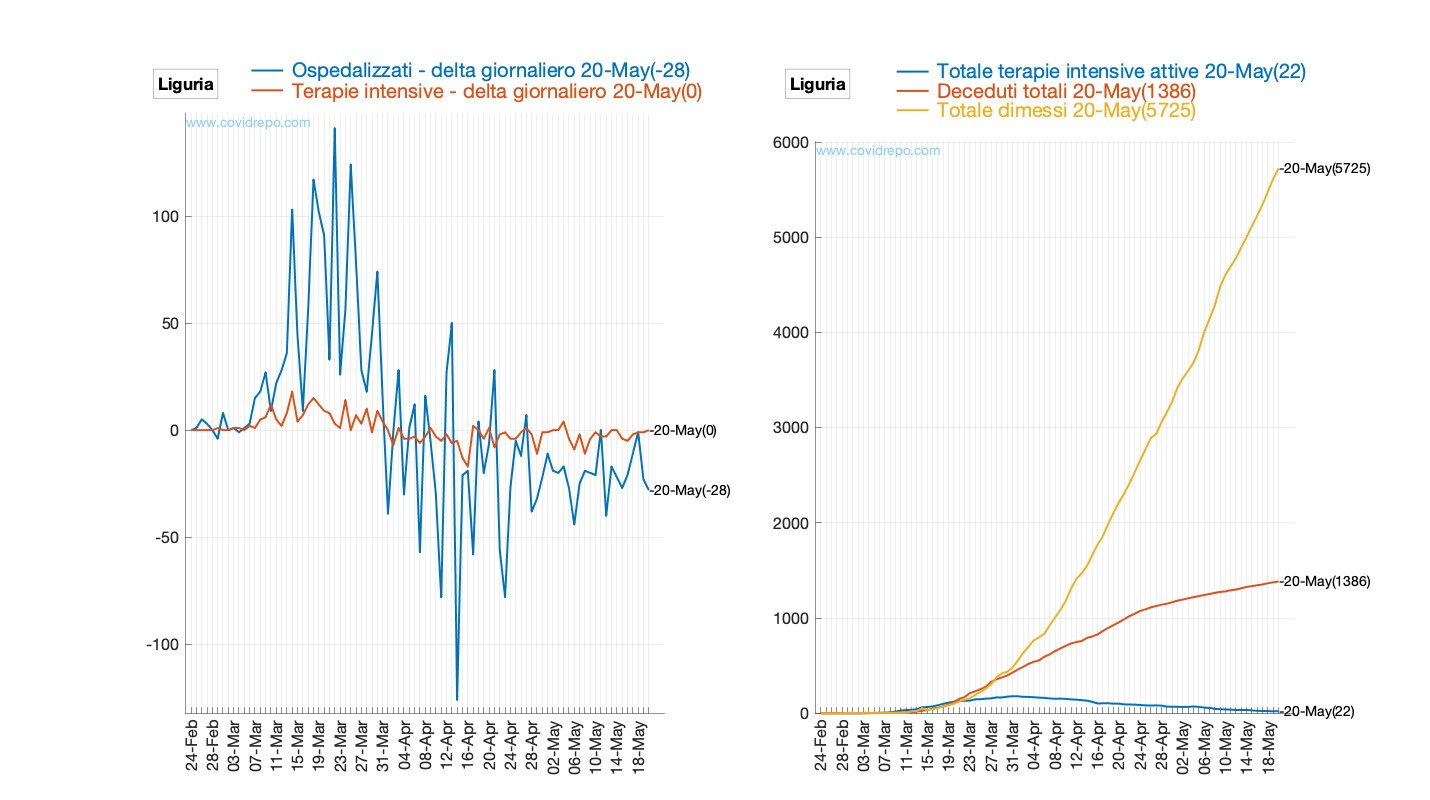 Liguria
Ospedalizzati - delta giornaliero 20-May(-28)
Terapie intensive - delta giornaliero 20-May(0)
www.covidrepo.com
100
50
0
-50
-100
-20-May(0)
-20-May(-28)
24-Feb
28-Feb
03-Mar
07-Mar
11-Mar
15-Mar
19-Mar
23-Mar
27-Mar
31-Mar
04-Apr
08-Apr
12-Apr
16-Apr
20-Apr
24-Apr
28-Apr
02-May
06-May
10-May
14-May
18-May
Liguria
Totale terapie intensive attive 20-May(22)
Deceduti totali 20-May(1386)
Totale dimessi 20-May(5725)
www.covidrepo.com
6000
5000
4000
3000
2000
1000
0
-20-May(5725)
-20-May(1386)
-20-May(22)
24-Feb
28-Feb
03-Mar
07-Mar
11-Mar
15-Mar
19-Mar
23-Mar
27-Mar
31-Mar
04-Apr
08-Apr
12-Apr
16-Apr
20-Apr
24-Apr
28-Apr
02-May
06-May
10-May
14-May
18-May